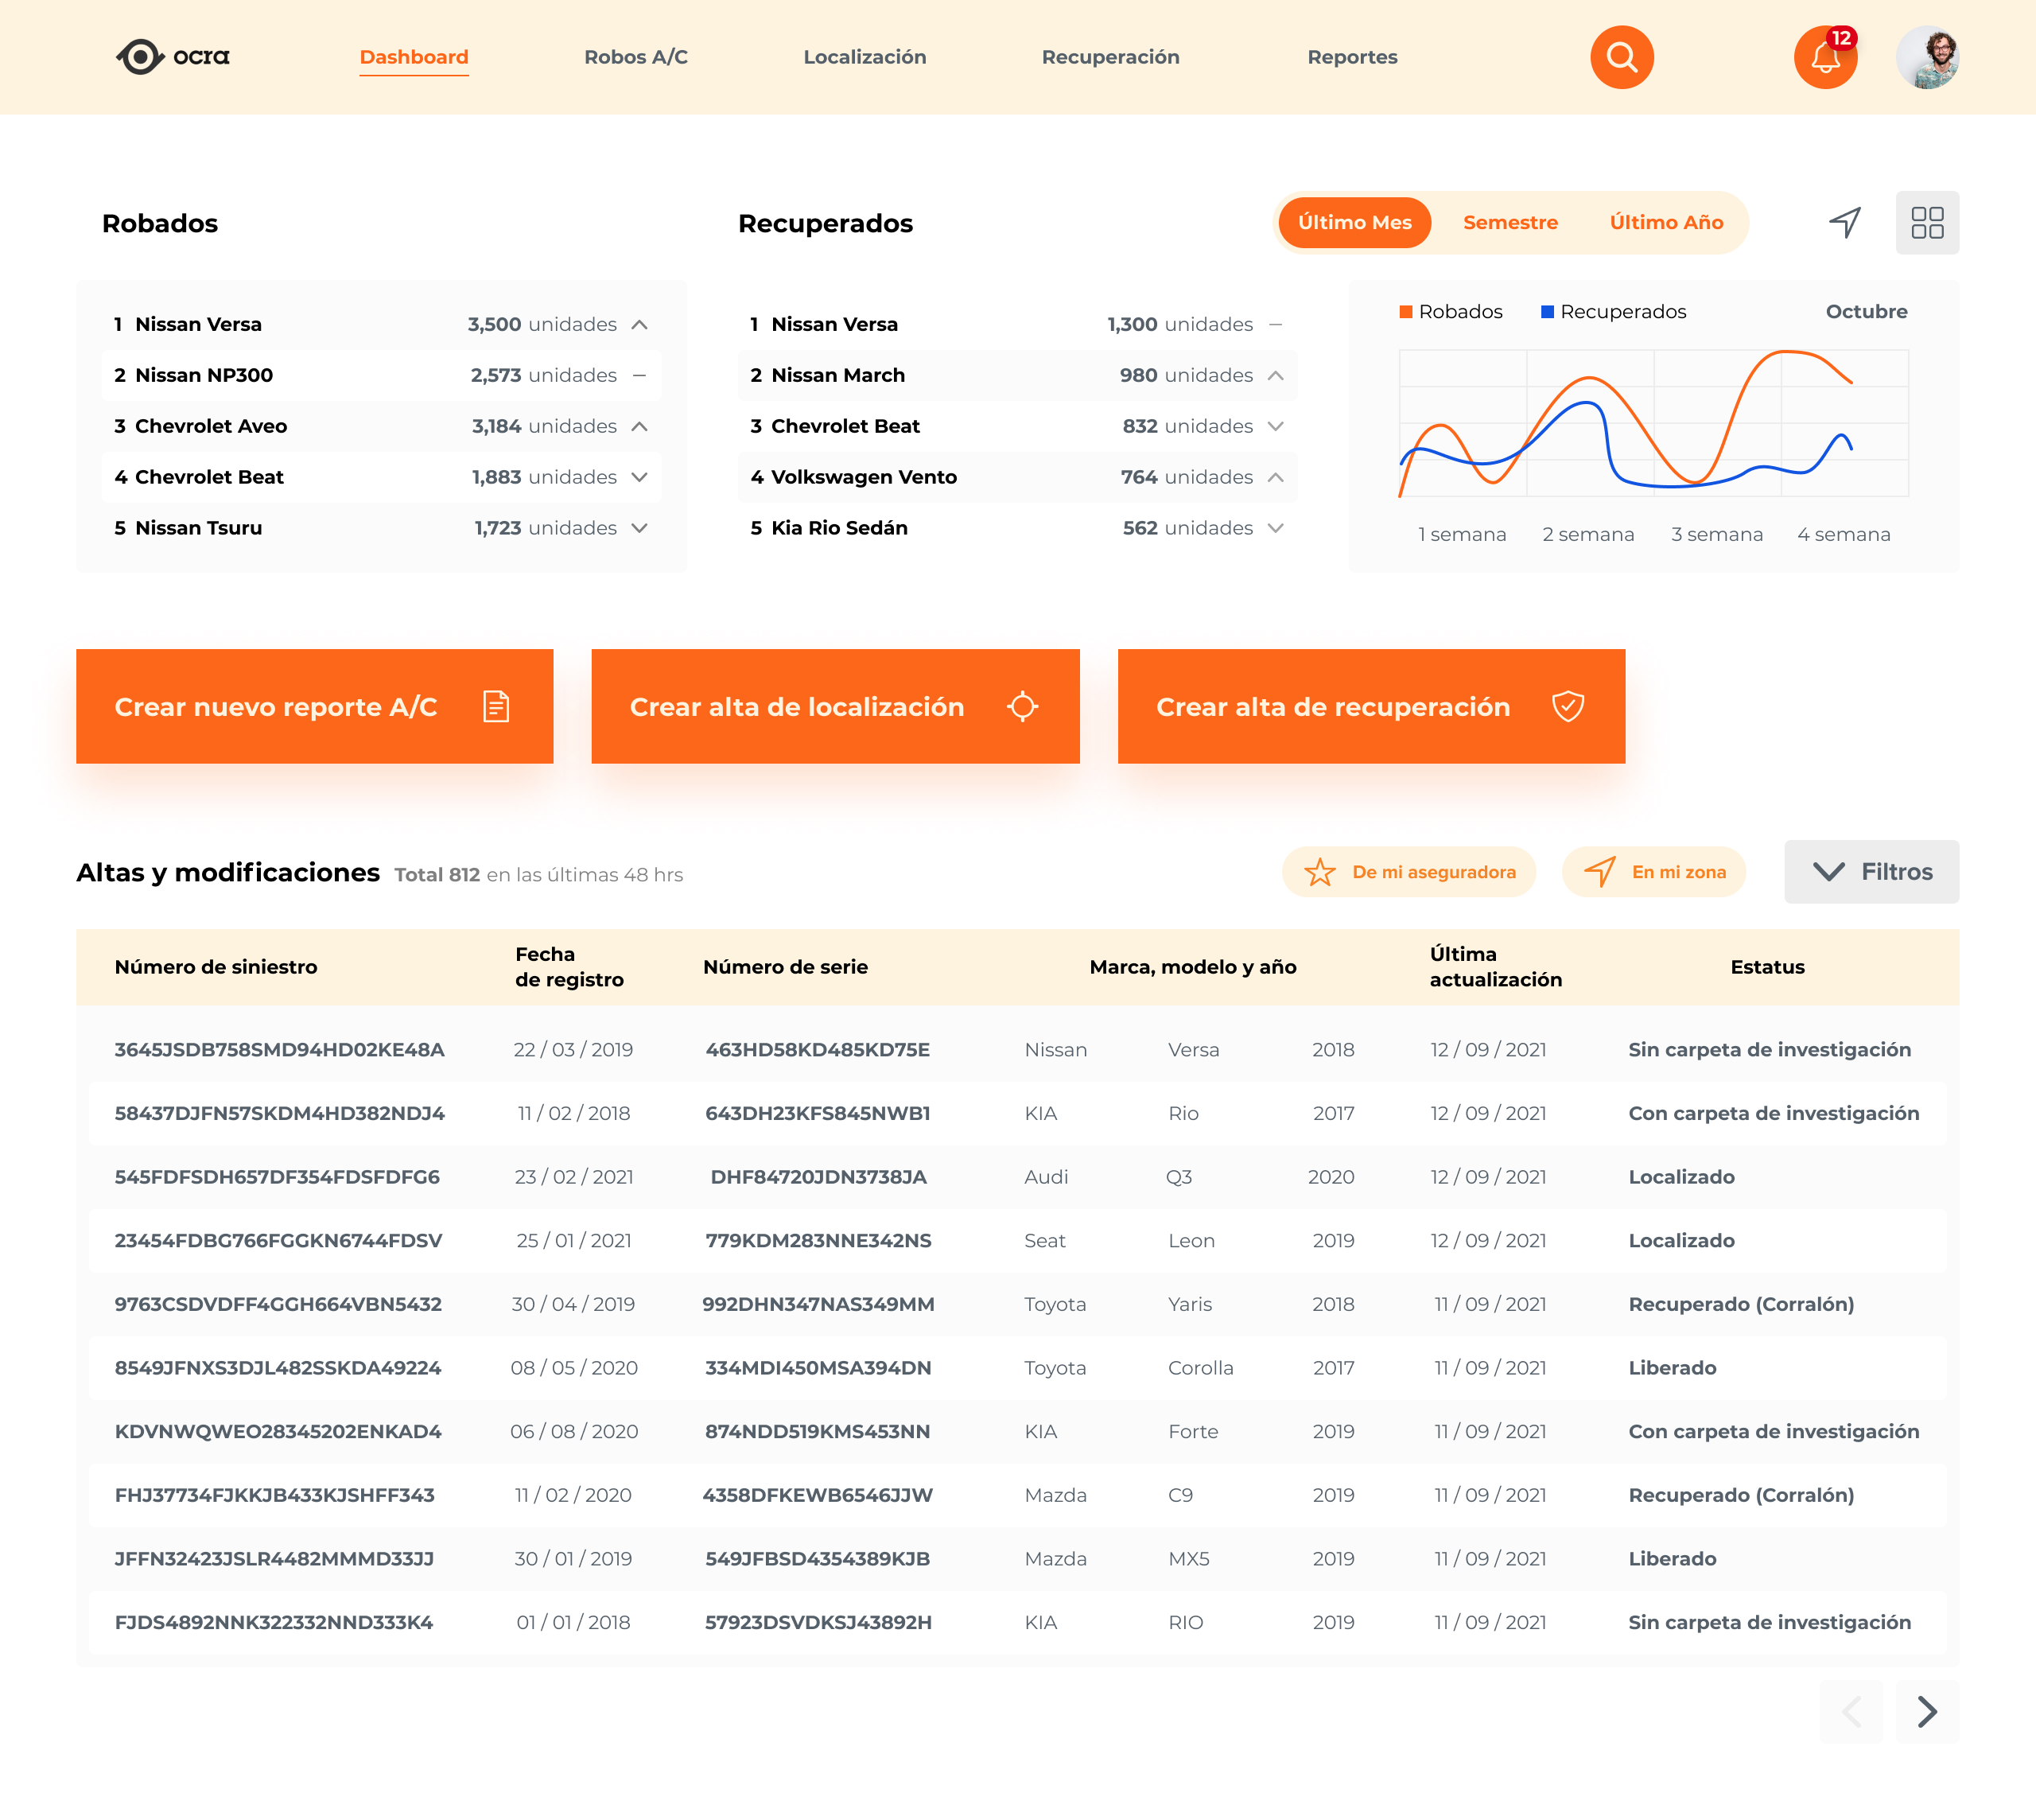 ocra Dashboard Robos A/C Localización Recuperación Reportes 12
Robados
Recuperados
Último Mes Semestre Último Año
1 Nissan Versa 3,500 unidades
2 Nissan NP300 2,573 unidades
3 Chevrolet Aveo 3,184 unidades
4 Chevrolet Beat 1,883 unidades
5 Nissan Tsuru 1,723 unidades
1 Nissan Versa 1,300 unidades
2 Nissan March 980 unidades
3 Chevrolet Beat 832 unidades
4 Volkswagen Vento 764 unidades
5 Kia Rio Sedán 562 unidades
Robados Recuperados Octubre
1 semana 2 semana 3 semana 4 semana
Crear nuevo reporte A/C
Crear alta de localización
Crear alta de recuperación
Altas y modificaciones Total 812 en las últimas 48 hrs
De mi aseguradora En mi zona Filtros
Número de siniestro
Fecha
de registro
Número de serie
Marca, modelo y año
Última
actualización
Estatus
3645JSDB758SMD94HD02KE48A 22 / 03 / 2019 463HD58KD485KD75E Nissan Versa 2018 12 / 09 / 2021 Sin carpeta de investigación
58437DJFN57SKDM4HD382NDJ4 11 / 02 / 2018 643DH23KFS845NWB1 KIA Rio 2017 12 / 09 / 2021 Con carpeta de investigación
545FDFSDH657DF354FDSFDFG6 23 / 02 / 2021 DHF84720JDN3738JA Audi Q3 2020 12 / 09 / 2021 Localizado
23454FDBG766FGGKN6744FDSV 25 / 01 / 2021 779KDM283NNE342NS Seat Leon 2019 12 / 09 / 2021 Localizado
9763CSDVDFF4GGH664VBN5432 30 / 04 / 2019 992DHN347NAS349MM Toyota Yaris 2018 11 / 09 / 2021 Recuperado (Corralón)
8549JFNXS3DJL482SSKDA49224 08 / 05 / 2020 334MDI450MSA394DN Toyota Corolla 2017 11 / 09 / 2021 Liberado
KDVNWQWEO28345202ENKAD4 06 / 08 / 2020 874NDD519KMS453NN KIA Forte 2019 11 / 09 / 2021 Con carpeta de investigación
FHJ37734FJKKJB433KJSHFF343 11 / 02 / 2020 4358DFKEWB6546JJW Mazda C9 2019 11 / 09 / 2021 Recuperado (Corralón)
JFFN32423JSLR4482MMMD33JJ 30 / 01 / 2019 549JFBSD4354389KJB Mazda MX5 2019 11 / 09 / 2021 Liberado
FJDS4892NNK322332NND333K4 01 / 01 / 2018 57923DSVDKSJ43892H KIA RIO 2019 11 / 09 / 2021 Sin carpeta de investigación